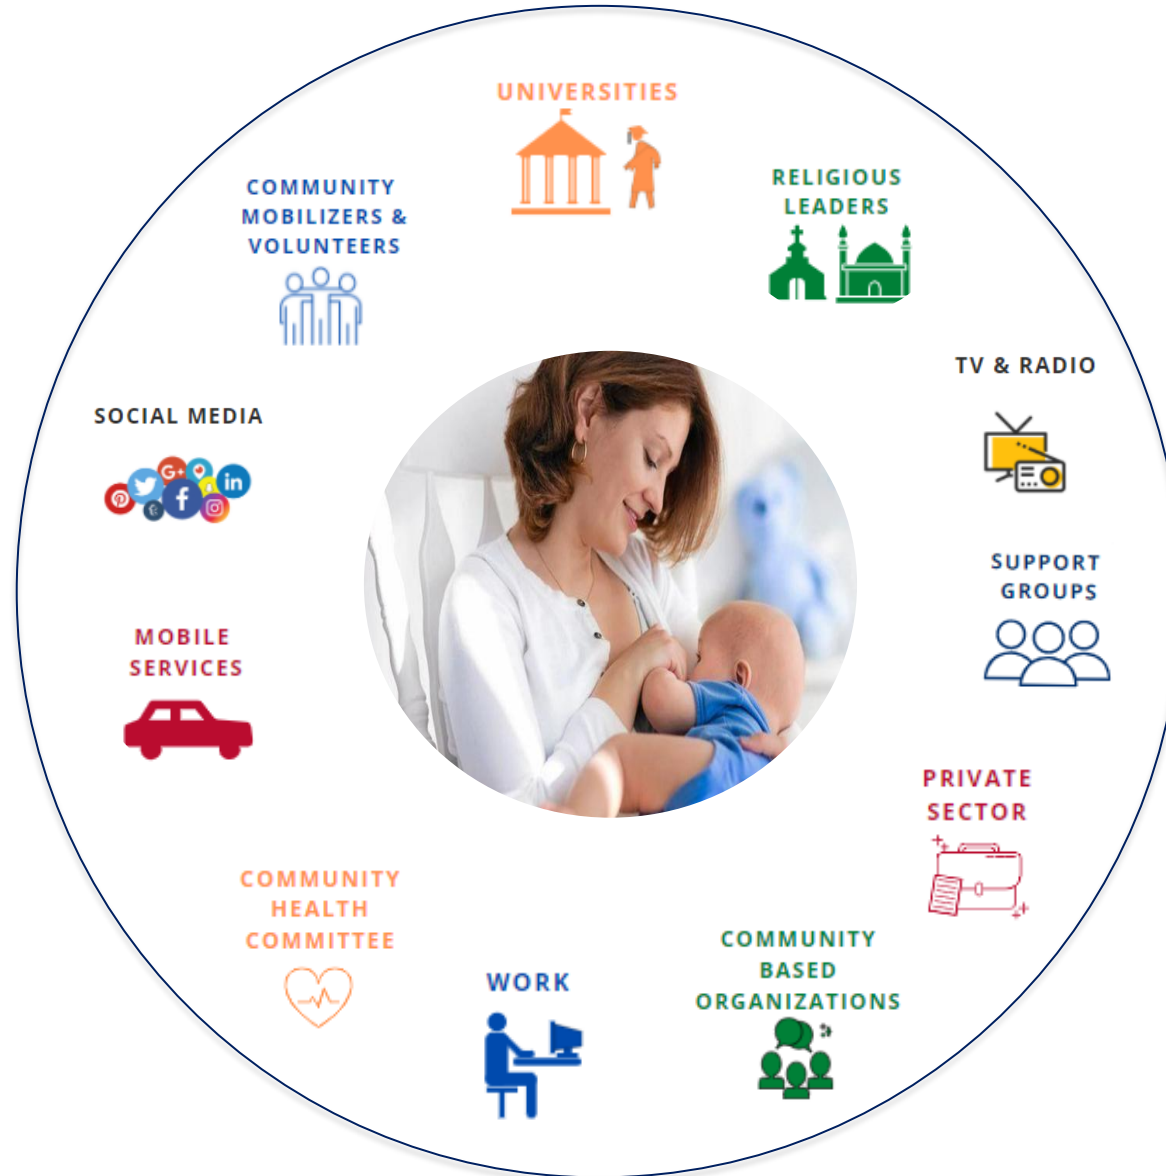 UNIVERSITIES
RELIGIOUS
LEADERS
COMMUNITY
MOBILIZERS &
VOLUNTEERS
TV & RADIO
SOCIAL MEDIA
G+
in
f
SUPPORT
GROUPS
MOBILE
SERVICES
PRIVATE
SECTOR
COMMUNITY
HEALTH
COMMITTEE
COMMUNITY
BASED
ORGANIZATIONS
WORK